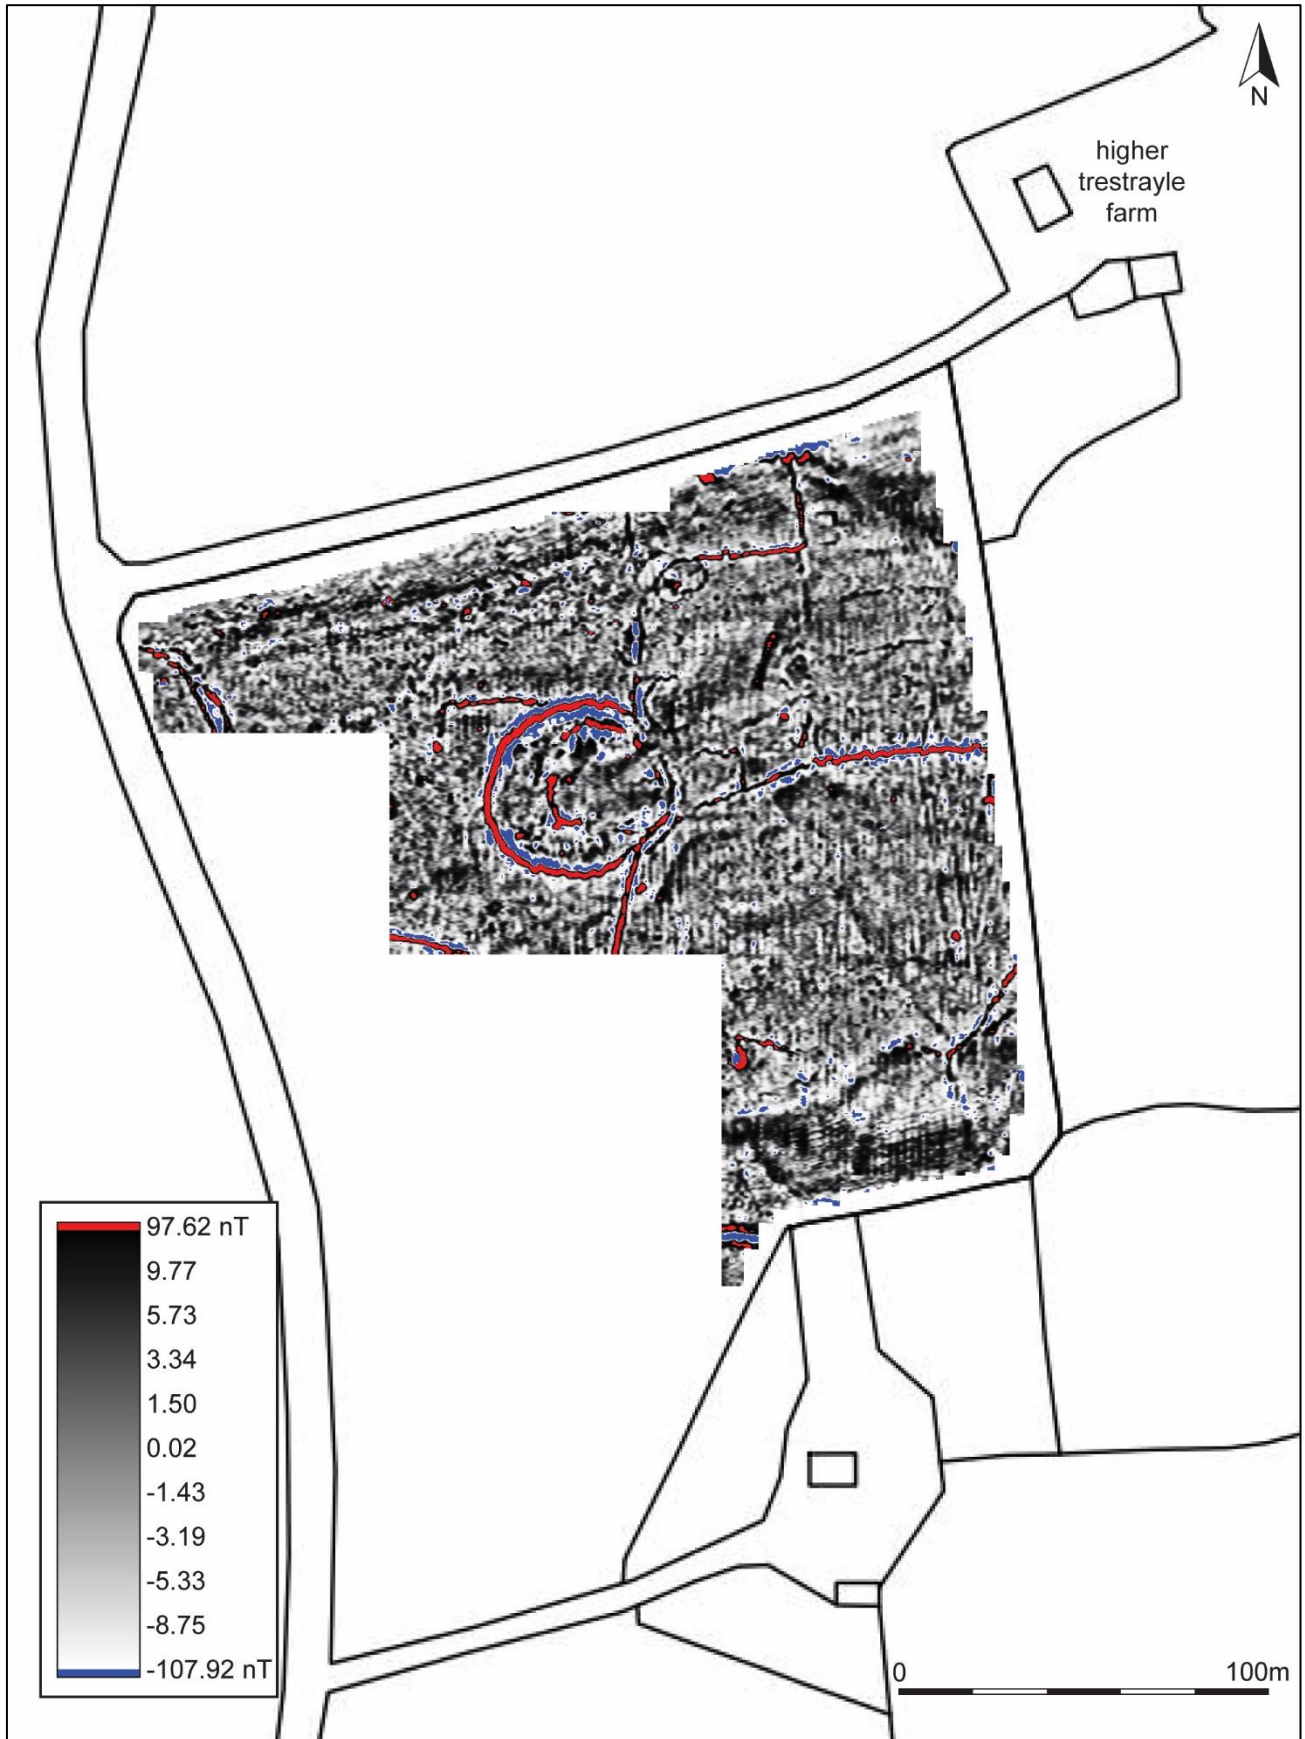 N
higher
trestrayle
farm
97.62 nT
9.77
5.73
3.34
1.50
0.02
-1.43
-3.19
-5.33
-8.75
-107.92 nT
0 100m